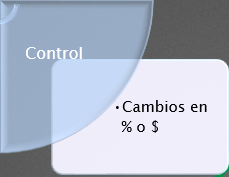 Control
•Cambios en
% o $